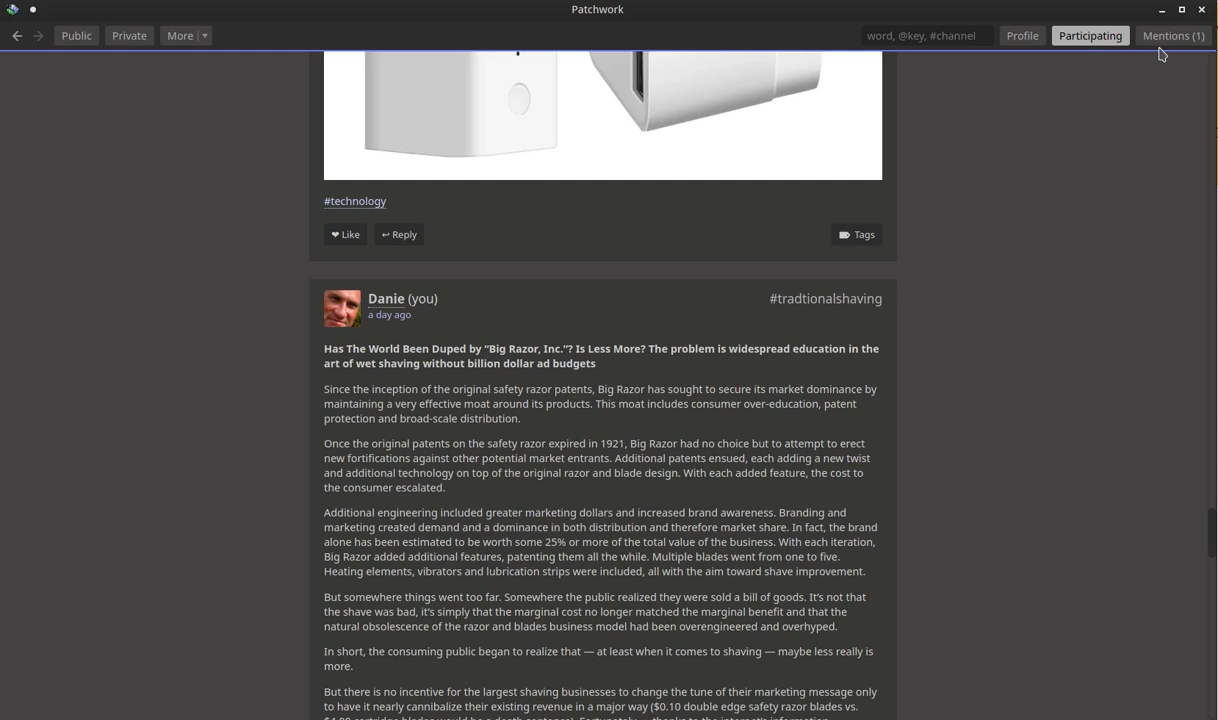 Patchwork
Public Private More word, @key, #channel Profile Participating Mentions (1)
#technology
Like Reply Tags
Danie (you) #tradtionalshaving
a day ago
Has The World Been Duped by “Big Razor, Inc.”? Is Less More? The problem is widespread education in the
art of wet shaving without billion dollar ad budgets
Since the inception of the original safety razor patents, Big Razor has sought to secure its market dominance by
maintaining a very effective moat around its products. This moat includes consumer over-education, patent
protection and broad-scale distribution.
Once the original patents on the safety razor expired in 1921, Big Razor had no choice but to attempt to erect
new fortifications against other potential market entrants. Additional patents ensued, each adding a new twist
and additional technology on top of the original razor and blade design. With each added feature, the cost to
the consumer escalated.
Additional engineering included greater marketing dollars and increased brand awareness. Branding and
marketing created demand and a dominance in both distribution and therefore market share. In fact, the brand
alone has been estimated to be worth some 25% or more of the total value of the business. With each iteration,
Big Razor added additional features, patenting them all the while. Multiple blades went from one to five.
Heating elements, vibrators and lubrication strips were included, all with the aim toward shave improvement.
But somewhere things went too far. Somewhere the public realized they were sold a bill of goods. It’s not that
the shave was bad, it’s simply that the marginal cost no longer matched the marginal benefit and that the
natural obsolescence of the razor and blades business model had been overengineered and overhyped.
In short, the consuming public began to realize that — at least when it comes to shaving — maybe less really is
more.
But there is no incentive for the largest shaving businesses to change the tune of their marketing message only
to have it nearly cannibalize their existing revenue in a major way ($0.10 double edge safety razor blades vs.